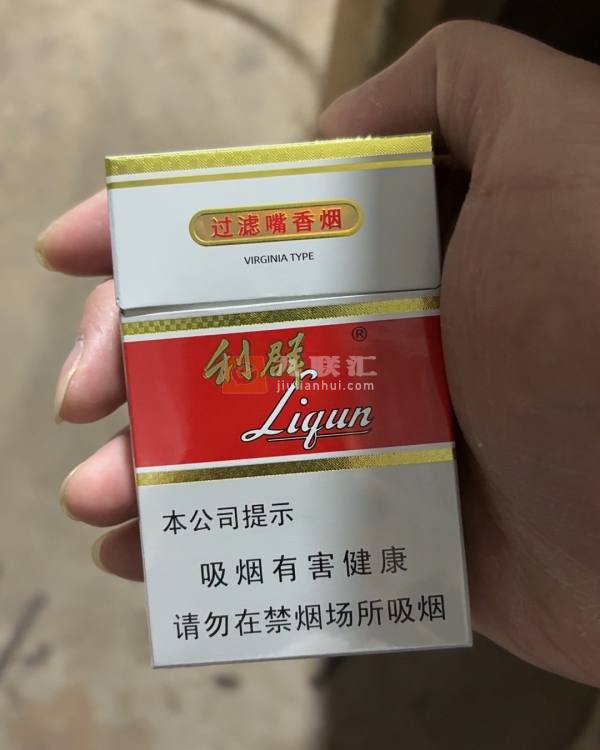 过滤嘴香烟
VIRGINIA TYPE
利群
®
Liqun
联汇
jiulianhui.com
本公司提示
吸烟有害健康
请勿在禁烟场所吸烟